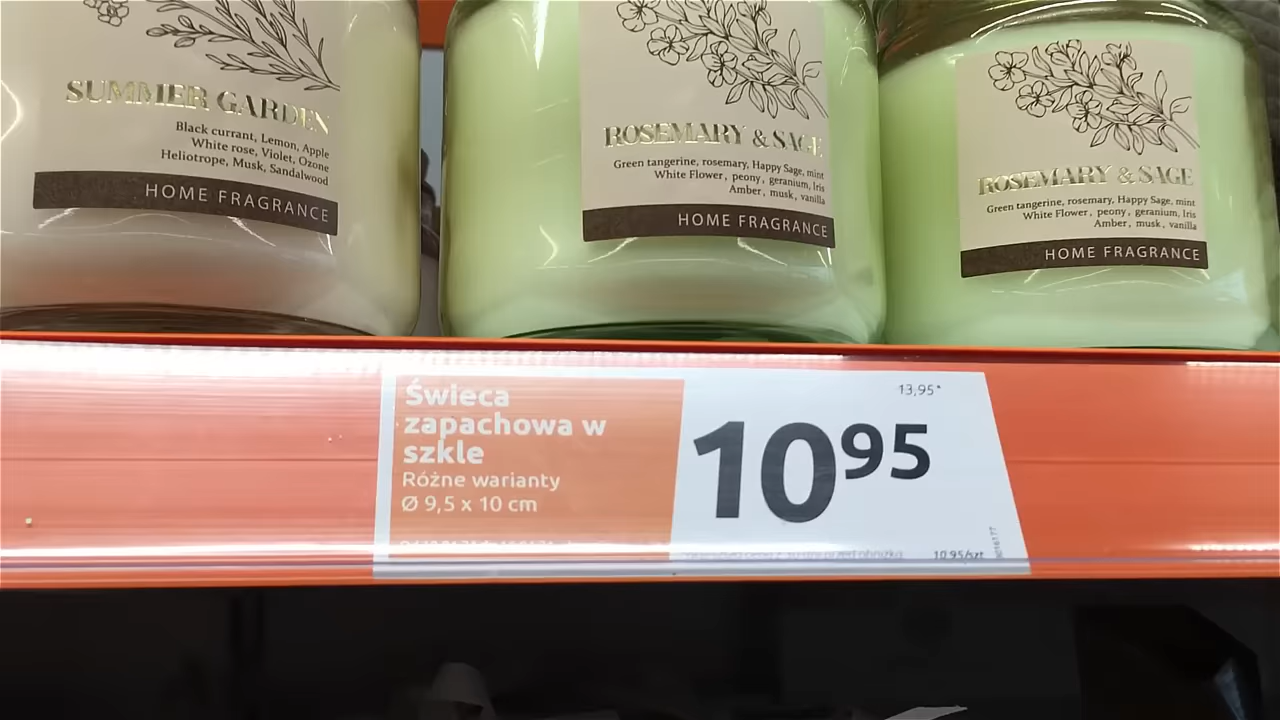 SUMMER GARDEN
Black currant, Lemon, Apple
White rose, Violet, Ozone
Heliotrope, Musk, Sandalwood
HOME FRAGRANCE
ROSEMARY & SAGE
Green tangerine, rosemary, Happy Sage, mint
White Flower, peony, geranium, Iris
Amber, musk, vanilla
HOME FRAGRANCE
ROSEMARY & SAGE
Green tangerine, rosemary, Happy Sage, mint
White Flower, peony, geranium, Iris
Amber, musk, vanilla
HOME FRAGRANCE
Świeca
zapachowa w
szkle
Różne warianty
Ø 9,5 x 10 cm
13,95*
1095
10.95/szt